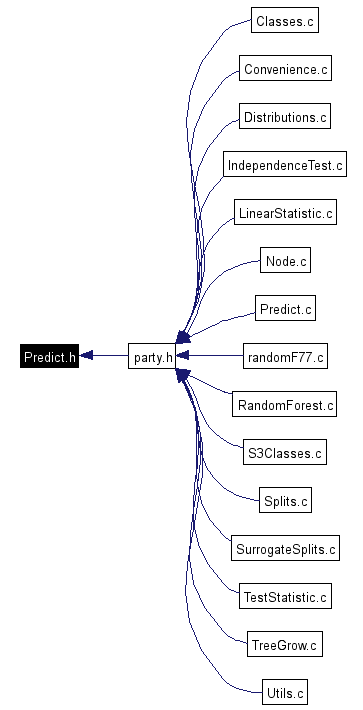 Classes.c
Convenience.c
Distributions.c
IndependenceTest.c
LinearStatistic.c
Node.c
Predict.c
Predict.h
party.h
randomF77.c
RandomForest.c
S3Classes.c
Splits.c
SurrogateSplits.c
TestStatistic.c
TreeGrow.c
Utils.c